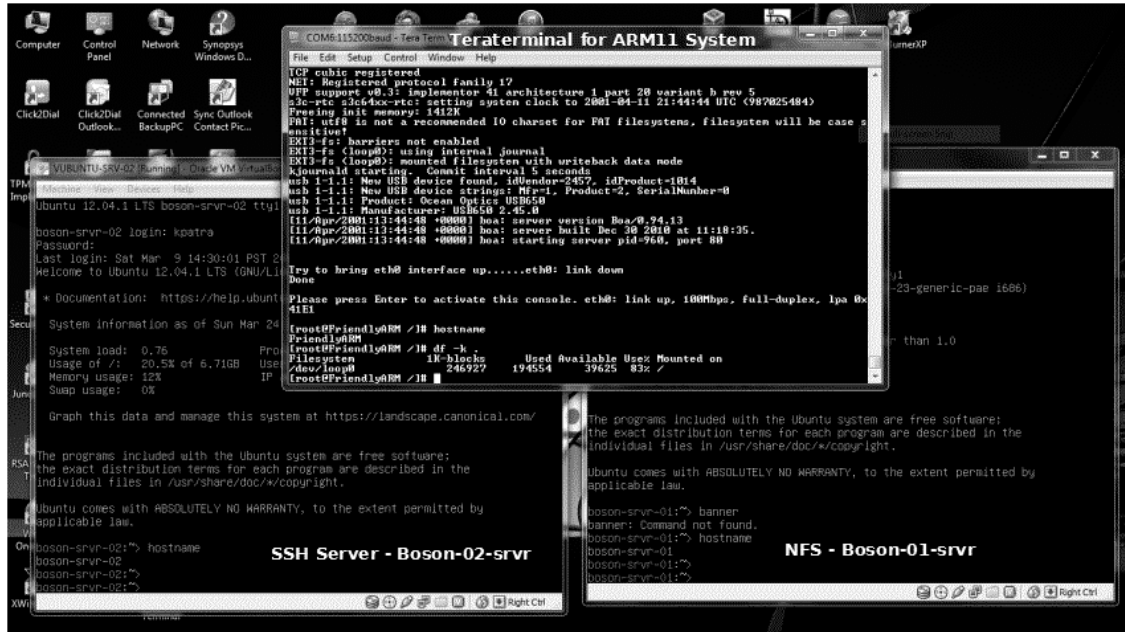 Computer
Control Panel
Network
Synopsys Windows D...
urnerXP
Click2Dial
Click2Dial Outlook...
Connected BackupPC
Sync Outlook Contact Pic...
COM6:115200baud - Tera Term
Teraterminal for ARM11 System
File Edit Setup Control Window Help
TCP cubic registered
NET: Registered protocol family 17
VFP support v0.3: implementor 41 architecture 1 part 20 variant b rev 5
s3c-rtc s3c64xx-rtc: setting system clock to 2001-04-11 21:44:44 UTC (987025484)
Freeing init memory: 1412K
FAT: utf8 is not a recommended IO charset for FAT filesystems, filesystem will be case s
ensitive!
EXT3-fs: barriers not enabled
EXT3-fs (loop0): using internal journal
EXT3-fs (loop0): mounted filesystem with writeback data mode
kjournald starting.  Commit interval 5 seconds
usb 1-1.1: New USB device found, idVendor=2457, idProduct=1014
usb 1-1.1: New USB device strings: Mfr=1, Product=2, SerialNumber=0
usb 1-1.1: Product: Ocean Optics USB650
usb 1-1.1: Manufacturer: USB650 2.45.0
[11/Apr/2001:13:44:48 +0000] boa: server version Boa/0.94.13
[11/Apr/2001:13:44:48 +0000] boa: server built Dec 30 2010 at 11:18:35.
[11/Apr/2001:13:44:48 +0000] boa: starting server pid=960, port 80
Try to bring eth0 interface up......eth0: link down
Done
Please press Enter to activate this console. eth0: link up, 100Mbps, full-duplex, lpa 0x
41E1
[root@FriendlyARM /]# hostname
FriendlyARM
[root@FriendlyARM /]# df -k .
Filesystem 1K-blocks Used Available Use% Mounted on
/dev/loop0 246927 194554 39625 83% /
[root@FriendlyARM /]#
VUBUNTU-SRV-02 [Running] - Oracle VM VirtualBo
Machine View Devices Help
Ubuntu 12.04.1 LTS boson-srvr-02 tty1
boson-srvr-02 login: kpatra
Password:
Last login: Sat Mar  9 14:30:01 PST 2
Welcome to Ubuntu 12.04.1 LTS (GNU/Li
* Documentation:  https://help.ubunt
System information as of Sun Mar 24
System load: 0.76 Pro
Usage of /: 20.5% of 6.71GB Use
Memory usage: 12% IP
Swap usage: 0%
Graph this data and manage this system at https://landscape.canonical.com/
The programs included with the Ubuntu system are free software;
the exact distribution terms for each program are described in the
individual files in /usr/share/doc/*/copyright.
Ubuntu comes with ABSOLUTELY NO WARRANTY, to the extent permitted by
applicable law.
boson-srvr-02:~> hostname
boson-srvr-02
boson-srvr-02:~>
boson-srvr-02:~>
SSH Server - Boson-02-srvr
Right Ctrl
y1
-23-generic-pae i686)
r than 1.0
The programs included with the Ubuntu system are free software;
the exact distribution terms for each program are described in the
individual files in /usr/share/doc/*/copyright.
Ubuntu comes with ABSOLUTELY NO WARRANTY, to the extent permitted by
applicable law.
boson-srvr-01:~> banner
banner: Command not found.
boson-srvr-01:~> hostname
boson-srvr-01
boson-srvr-01:~>
boson-srvr-01:~>
NFS - Boson-01-srvr
Right Ctrl